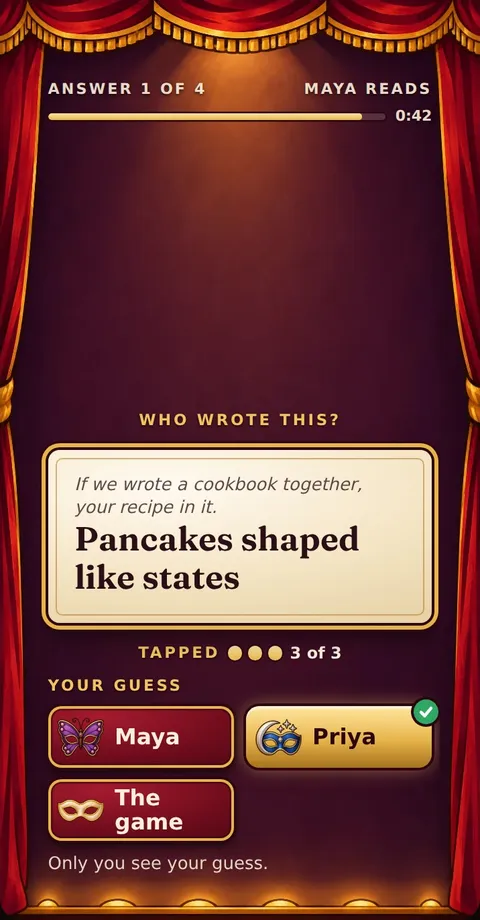 ANSWER 1 OF 4
MAYA READS
0:42
WHO WROTE THIS?
If we wrote a cookbook together,
your recipe in it.
Pancakes shaped
like states
TAPPED 3 of 3
YOUR GUESS
Maya
Priya
The
game
Only you see your guess.